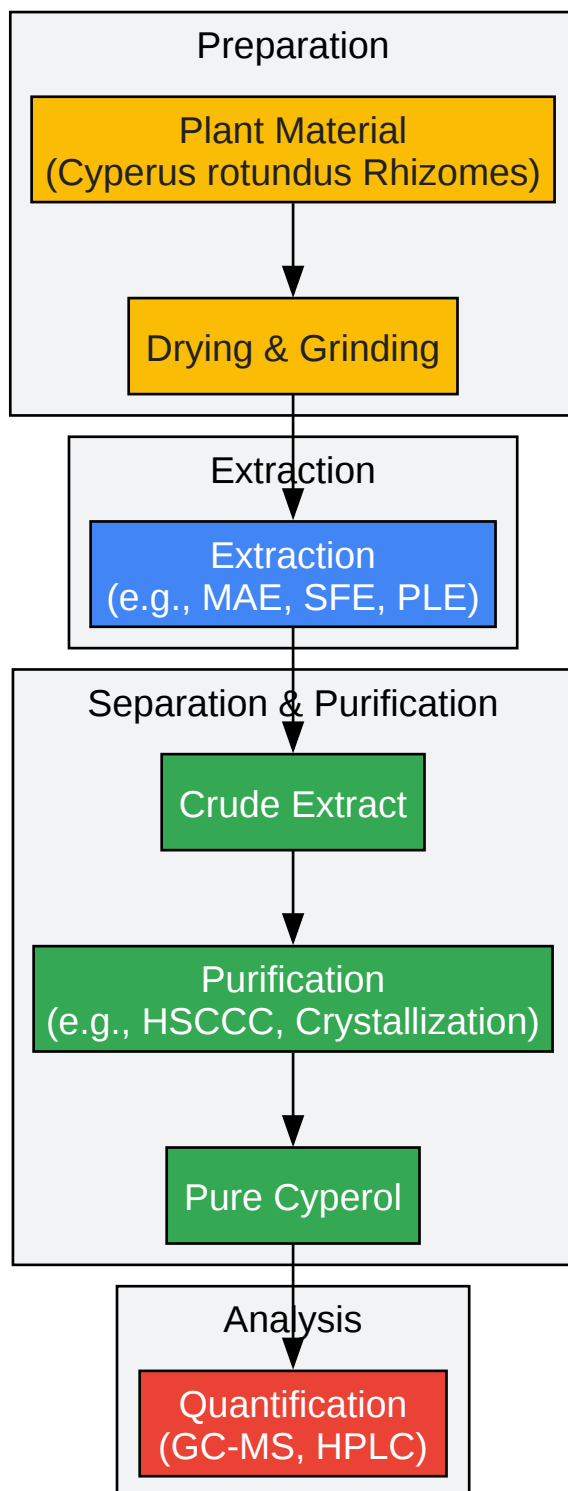 Preparation
Plant Material
(Cyperus rotundus Rhizomes)
Drying & Grinding
Extraction
Extraction
(e.g., MAE, SFE, PLE)
Separation & Purification
Crude Extract
Purification
(e.g., HSCCC, Crystallization)
Pure Cyperol
Analysis
Quantification
(GC-MS, HPLC)